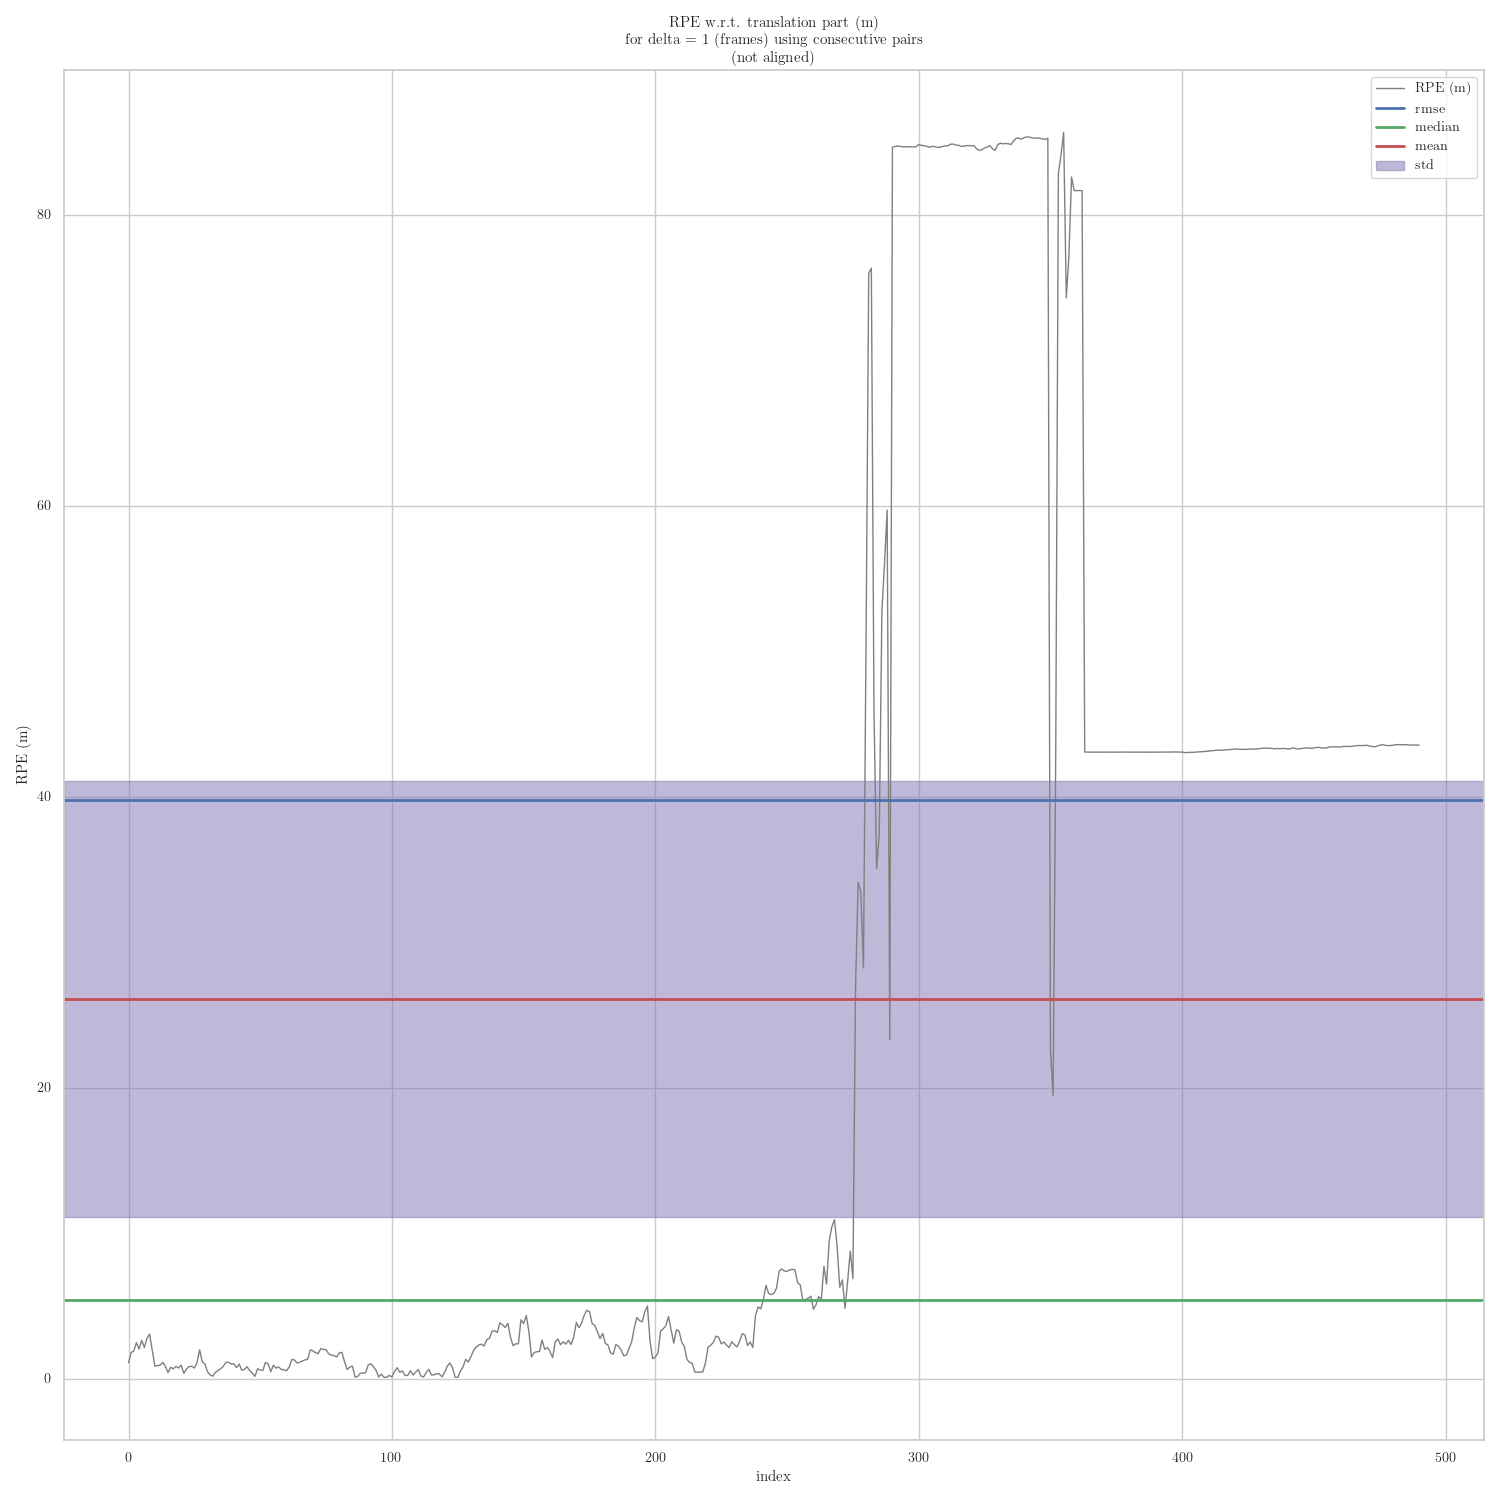 RPE w.r.t. translation part (m)
for delta = 1 (frames) using consecutive pairs
(not aligned)
RPE (m)
rmse
median
mean
std
80
60
40
20
0
RPE (m)
0 100 200 300 400 500
index